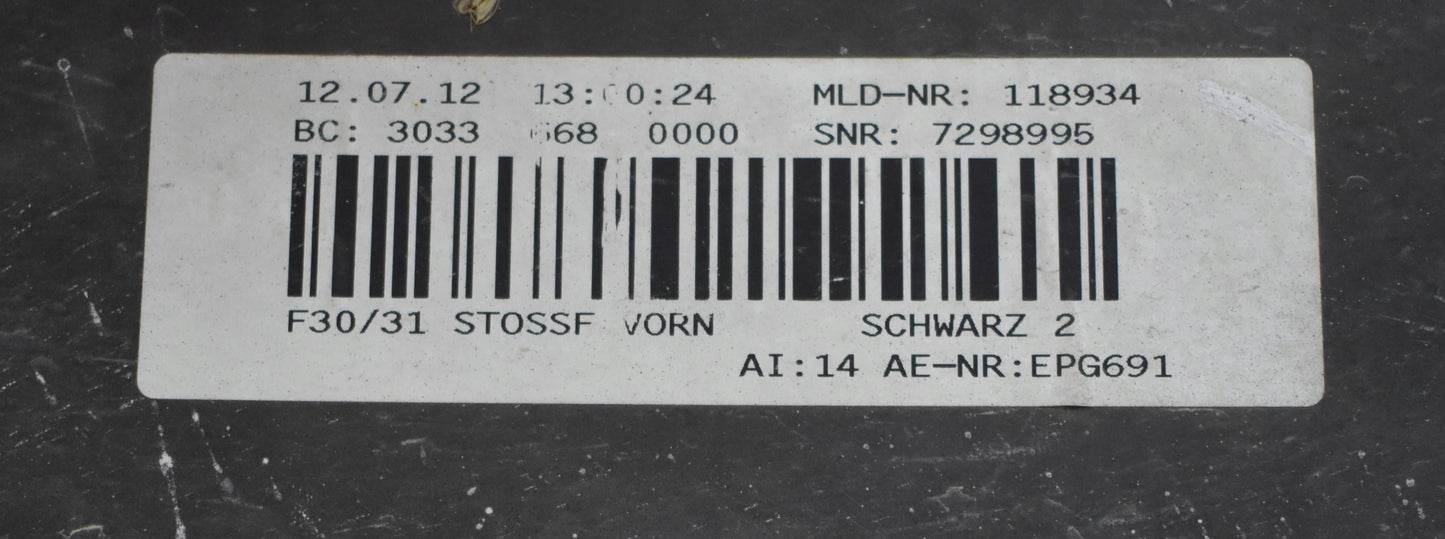 12.07.12 MLD-NR: 118934
BC: 3033 0000 SNR: 7298995
F30/31 STOSSF VORN SCHWARZ 2
AI:14 AE-NR:EPG691